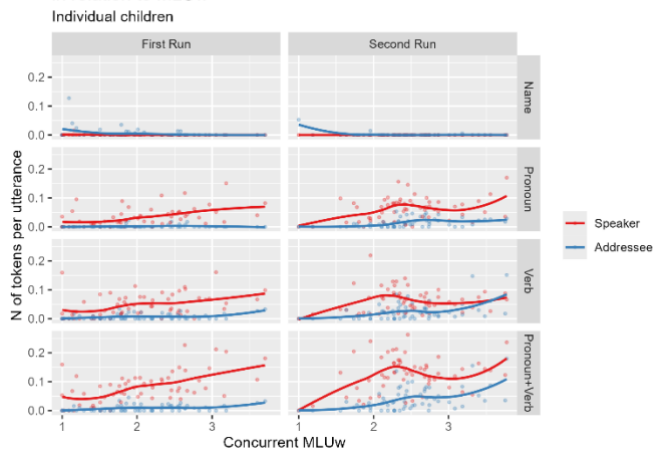 Individual children
First Run
Second Run
0.2
0.1
0.0
Name
0.2
0.1
0.0
Pronoun
0.2
0.1
0.0
Verb
0.2
0.1
0.0
Pronoun+Verb
N of tokens per utterance
1 2 3 1 2 3
Concurrent MLUw
Speaker
Addressee